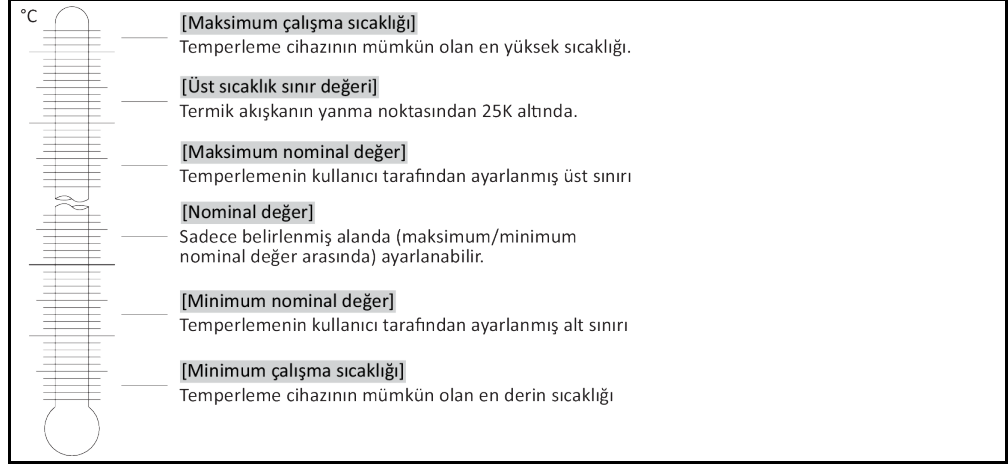 °C
[Maksimum çalışma sıcaklığı]
Temperleme cihazının mümkün olan en yüksek sıcaklığı.
[Üst sıcaklık sınır değeri]
Termik akışkanın yanma noktasından 25K altında.
[Maksimum nominal değer]
Temperlemenin kullanıcı tarafından ayarlanmış üst sınırı
[Nominal değer]
Sadece belirlenmiş alanda (maksimum/minimum
nominal değer arasında) ayarlanabilir.
[Minimum nominal değer]
Temperlemenin kullanıcı tarafından ayarlanmış alt sınırı
[Minimum çalışma sıcaklığı]
Temperleme cihazının mümkün olan en derin sıcaklığı